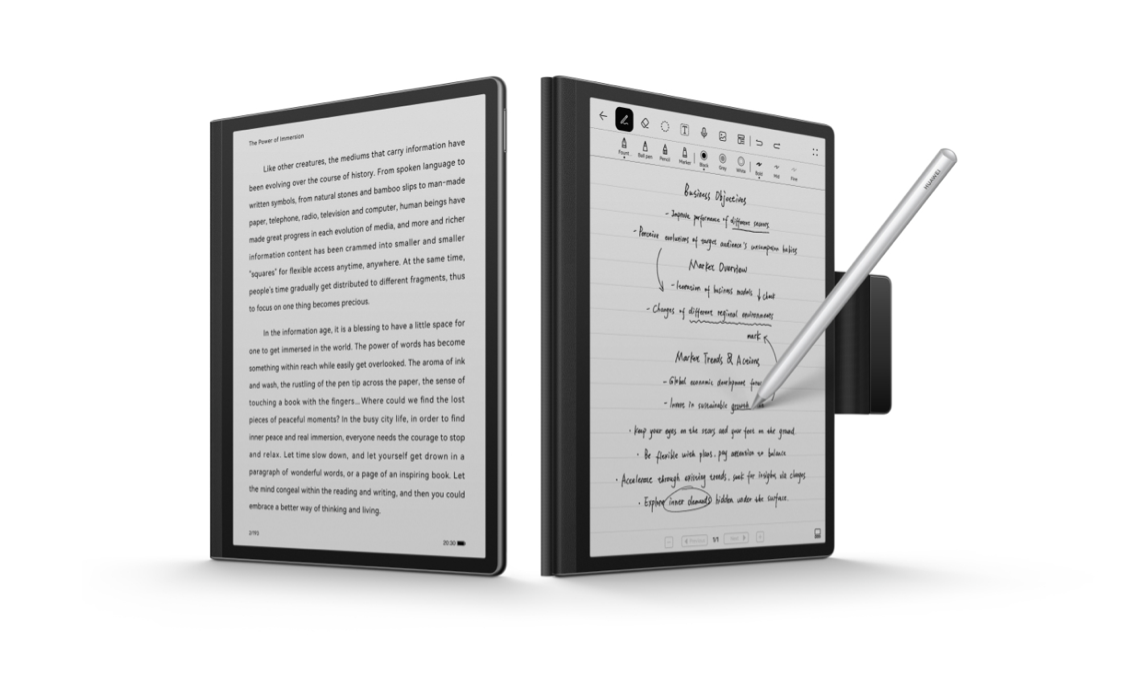 The Power of Immersion
Like other creatures, the mediums that carry information have
been evolving over the course of history. From spoken language to
written symbols, from natural stones and bamboo slips to man-made
paper, telephone, radio, television and computer, human beings have
made great progress in each evolution of media, and more and richer
information content has been crammed into smaller and smaller
"squares" for flexible access anytime, anywhere. At the same time,
people's time gradually get distributed to different fragments, thus
to focus on one thing becomes precious.
In the information age, it is a blessing to have a little space for
one to get immersed in the world. The power of words has become
something within reach while easily get overlooked. The aroma of ink
and wash, the rustling of the pen tip across the paper, the sense of
touching a book with the fingers... Where could we find the lost
pieces of peaceful moments? In the busy city life, in order to find
inner peace and real immersion, everyone needs the courage to stop
and relax. Let time slow down, and let yourself get drown in a
paragraph of wonderful words, or a page of an inspiring book. Let
the mind congeal within the reading and writing, and then you could
embrace a better way of thinking and living.
2/193
20:30
T
Ball pen Pencil Marker Grey White Bold
Business Objectives
- Improve performance of different sectors
- Perceive evolutions of target audience's consumption habits
Market Overview
- Intrusion of business models ↓
- Changes of different regional environments
mark
Market Trends & Actions
- Global economic development
- Invest in sustainable growth
· Keep your eyes on the stars and your feet on the ground.
· Be flexible with plans, pay attention to balance
Accelerate through existing trends, seek for insights via changes
· Explore inner elements hidden under the surface.
Previous 1/1 Next
HUAWEI